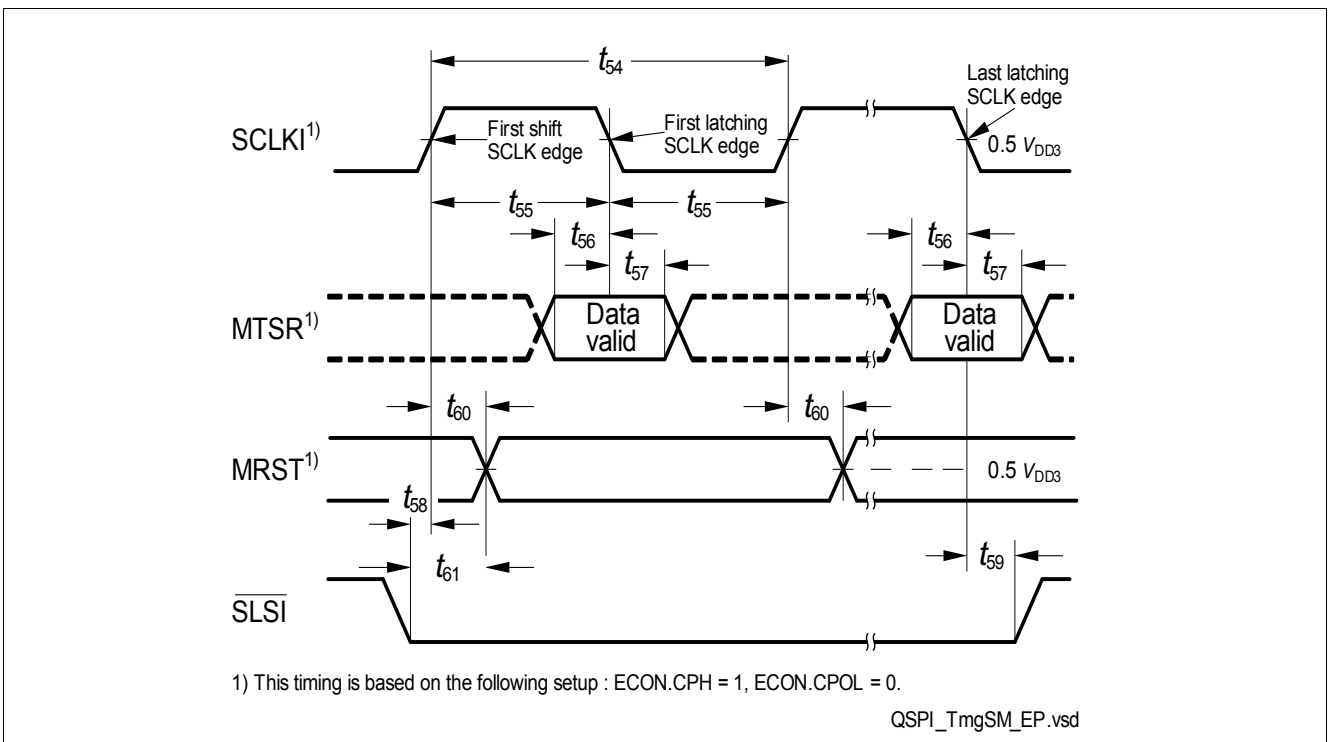 t54
Last latching
SCLK edge
SCLKI1)
First shift
SCLK edge
First latching
SCLK edge
0.5 VDD3
t55
t55
t56
t56
t57
t57
MTSR1)
Data
valid
Data
valid
t60
t60
MRST1)
0.5 VDD3
t58
t61
t59
SLSI
1) This timing is based on the following setup : ECON.CPH = 1, ECON.CPOL = 0.
QSPI_TmgSM_EP.vsd